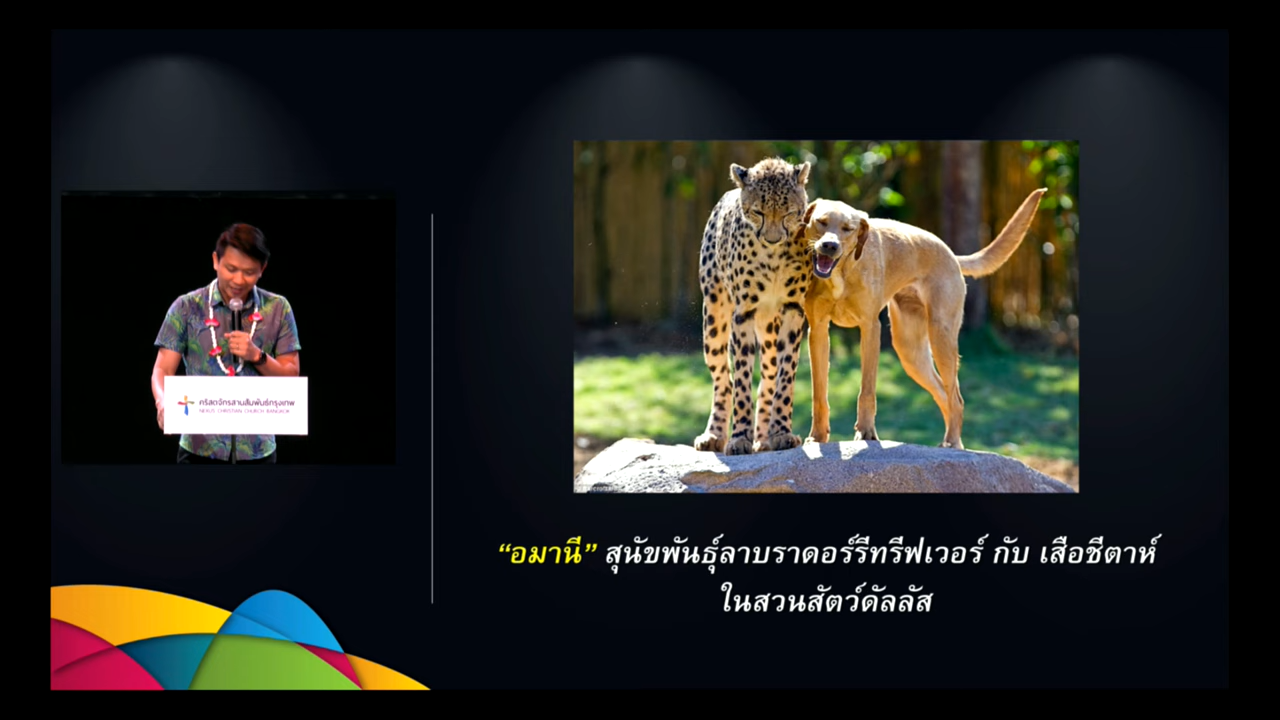 คริสตจักรสานสัมพันธ์กรุงเทพ
NEXUS CHRISTIAN CHURCH BANGKOK
“อมานี” สุนัขพันธุ์ลาบราดอร์รีทรีฟเวอร์ กับ เสือชีตาห์
ในสวนสัตว์ดัลลัส